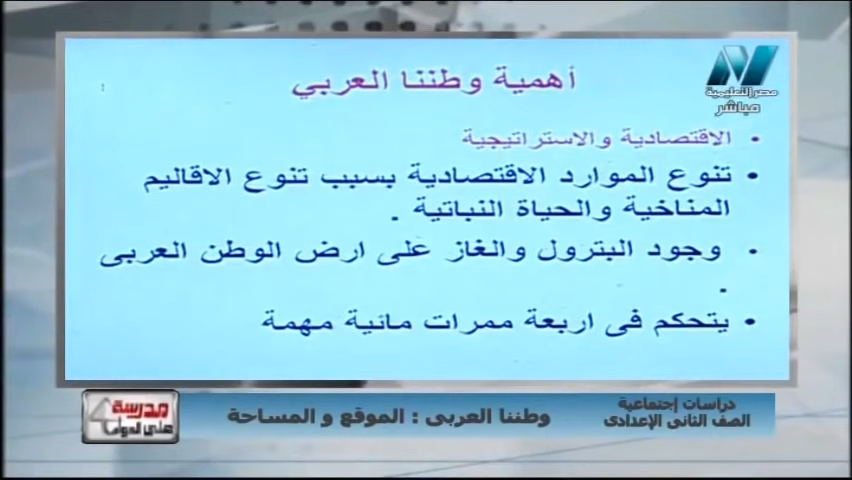 أهمية وطننا العربي
مصر التعليمية
مباشر
• الاقتصادية والاستراتيجية
• تنوع الموارد الاقتصادية بسبب تنوع الاقاليم
المناخية والحياة النباتية .
• وجود البترول والغاز على ارض الوطن العربى
.
• يتحكم فى اربعة ممرات مائية مهمة
دراسات إجتماعية
الصف الثانى الإعدادى
وطننا العربى : الموقع و المساحة
مدرسة
على الهواء